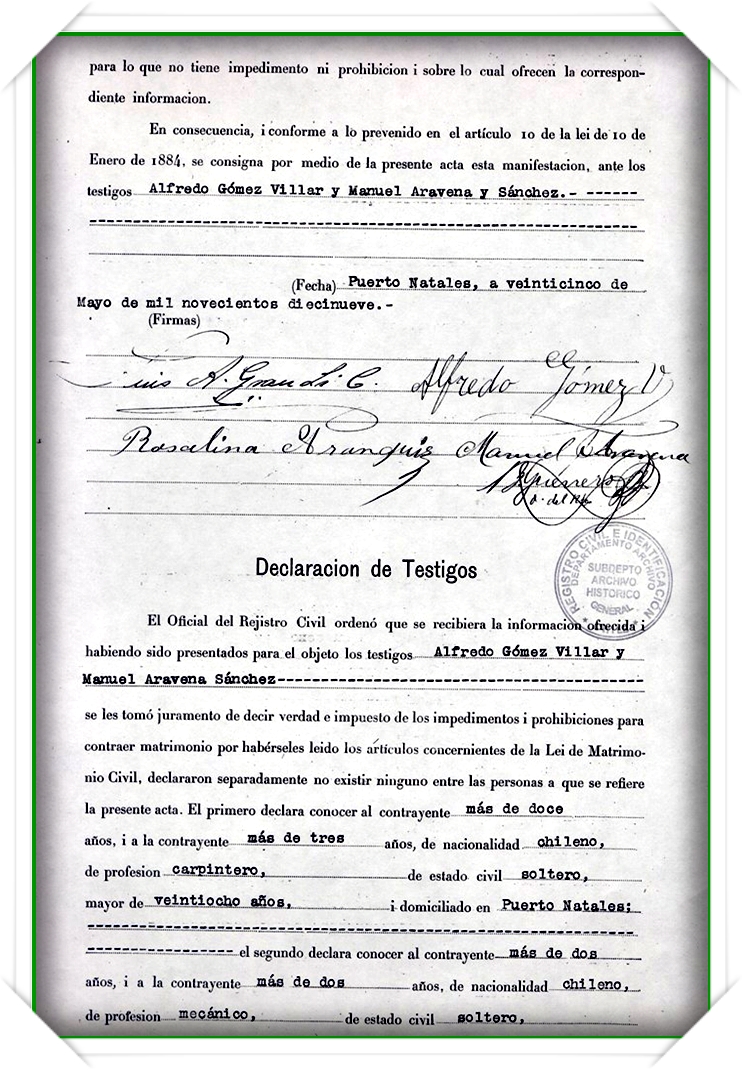 para lo que no tiene impedimento ni prohibicion i sobre lo cual ofrecen la correspon-
diente informacion.
En consecuencia, i conforme a lo prevenido en el artículo 10 de la lei de 10 de
Enero de 1884, se consigna por medio de la presente acta esta manifestacion, ante los
testigos Alfredo Gómez Villar y Manuel Aravena y Sánchez.- ------
(Fecha) Puerto Natales, a veinticinco de
Mayo de mil novecientos diecinueve.-
(Firmas)
Luis A. Grau Li C. Alfredo Gómez V
Rosalina Aranquis Manuel Aravena
O. del R.
REGISTRO CIVIL E IDENTIFICACIÓN
DEPARTAMENTO ARCHIVO
SUBDEPTO
ARCHIVO
HISTORICO
GENERAL
Declaracion de Testigos
El Oficial del Rejistro Civil ordenó que se recibiera la informacion ofrecida i
habiendo sido presentados para el objeto los testigos Alfredo Gómez Villar y
Manuel Aravena Sánchez------
se les tomó juramento de decir verdad e impuesto de los impedimentos i prohibiciones para
contraer matrimonio por habérseles leido los artículos concernientes de la Lei de Matrimo-
nio Civil, declararon separadamente no existir ninguno entre las personas a que se refiere
la presente acta. El primero declara conocer al contrayente más de doce
años, i a la contrayente más de tres años, de nacionalidad chileno,
de profesion carpintero, de estado civil soltero,
mayor de veintiocho años, i domiciliado en Puerto Natales;
------ el segundo declara conocer al contrayente más de dos
años, i a la contrayente más de dos años, de nacionalidad chileno,
de profesion mecánico, de estado civil soltero,